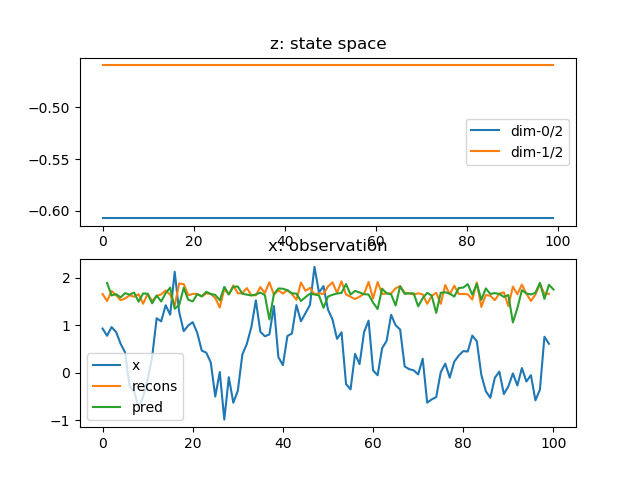 z: state space
−0.50
−0.55
−0.60
dim-0/2
dim-1/2
0 20 40 60 80 100
x: observation
2
1
0
−1
x
recons
pred
0 20 40 60 80 100